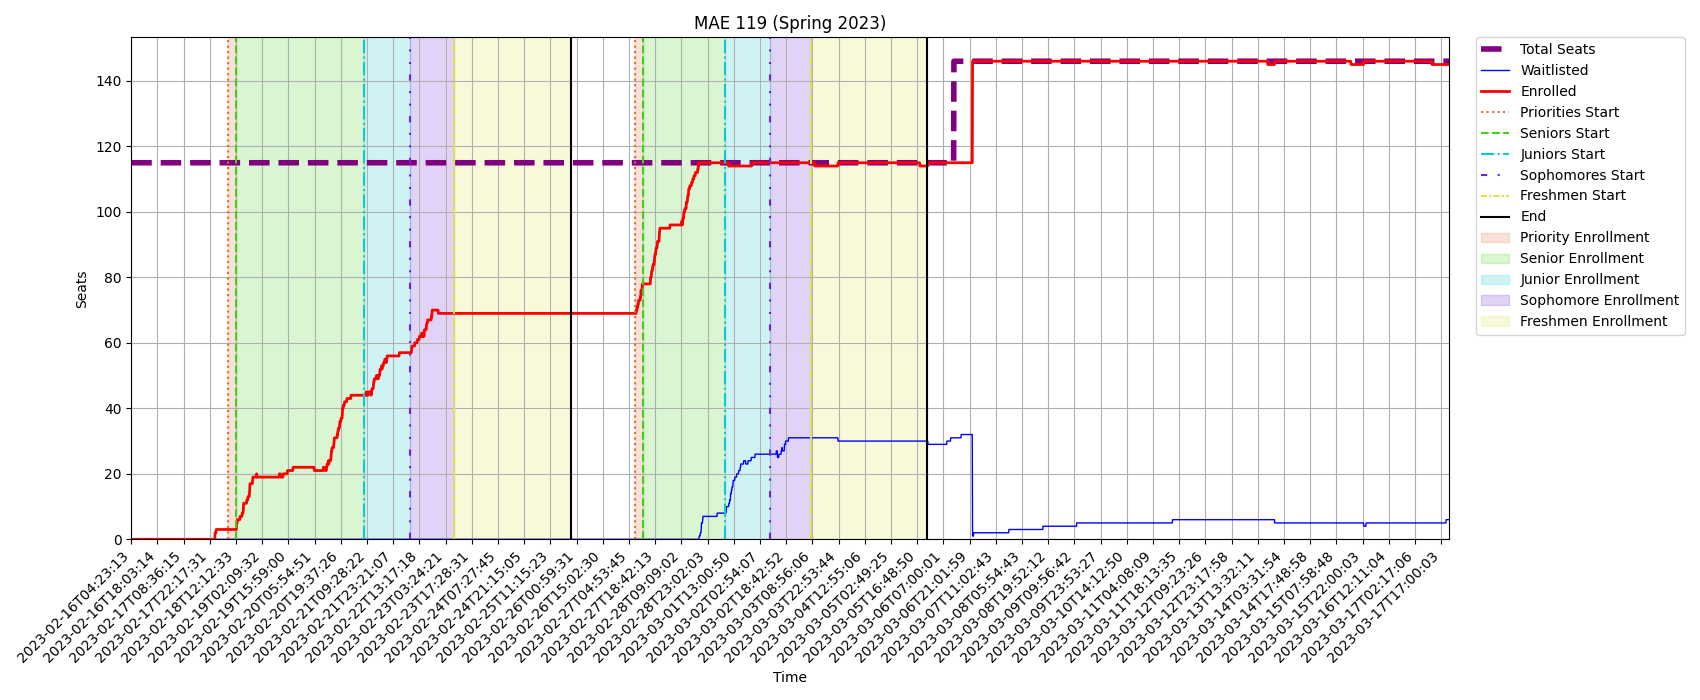 MAE 119 (Spring 2023)
Seats
140
120
100
80
60
40
20
0
2023-02-16T04:23:13
2023-02-16T18:03:14
2023-02-17T08:36:15
2023-02-17T22:17:31
2023-02-18T12:12:33
2023-02-19T02:09:32
2023-02-19T15:59:00
2023-02-20T05:54:51
2023-02-20T19:37:26
2023-02-21T09:28:22
2023-02-21T23:21:07
2023-02-22T13:17:18
2023-02-23T03:24:21
2023-02-23T17:28:31
2023-02-24T07:27:45
2023-02-24T21:15:05
2023-02-25T11:15:23
2023-02-26T00:59:31
2023-02-26T15:02:30
2023-02-27T04:53:45
2023-02-27T18:42:13
2023-02-28T09:09:02
2023-02-28T23:02:03
2023-03-01T13:00:50
2023-03-02T02:54:07
2023-03-02T18:42:52
2023-03-03T08:56:06
2023-03-03T22:53:44
2023-03-04T12:55:06
2023-03-05T02:49:25
2023-03-05T16:48:50
2023-03-06T07:00:01
2023-03-06T21:01:59
2023-03-07T11:02:43
2023-03-08T05:54:43
2023-03-08T19:52:12
2023-03-09T09:56:42
2023-03-09T23:53:27
2023-03-10T14:12:50
2023-03-11T04:08:09
2023-03-11T18:13:35
2023-03-12T09:23:26
2023-03-12T23:17:58
2023-03-13T13:32:11
2023-03-14T03:31:54
2023-03-14T17:48:58
2023-03-15T07:58:48
2023-03-15T22:00:03
2023-03-16T12:11:04
2023-03-17T02:17:06
2023-03-17T17:00:03
Time
Total Seats
Waitlisted
Enrolled
Priorities Start
Seniors Start
Juniors Start
Sophomores Start
Freshmen Start
End
Priority Enrollment
Senior Enrollment
Junior Enrollment
Sophomore Enrollment
Freshmen Enrollment